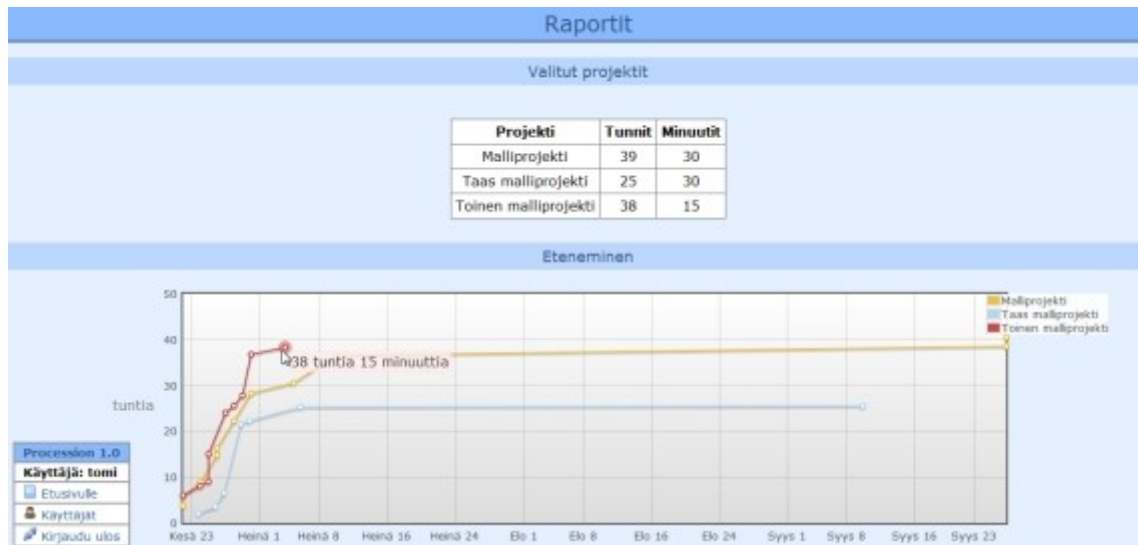 Raportit
Valitut projektit
Projekti Tunnit Minuutit
Malliprojekti 39 30
Taas malliprojekti 25 30
Toinen malliprojekti 38 15
Eteneminen
50
40
30
20
10
0
tuntia
38 tuntia 15 minuuttia
Malliprojekti
Taas malliprojekti
Toinen malliprojekti
Kesä 23 Heinä 1 Heinä 8 Heinä 16 Heinä 24 Elo 1 Elo 8 Elo 16 Elo 24 Syys 1 Syys 8 Syys 16 Syys 23
Procession 1.0
Käyttäjä: tomi
Etusivulle
Käyttäjät
Kirjaudu ulos